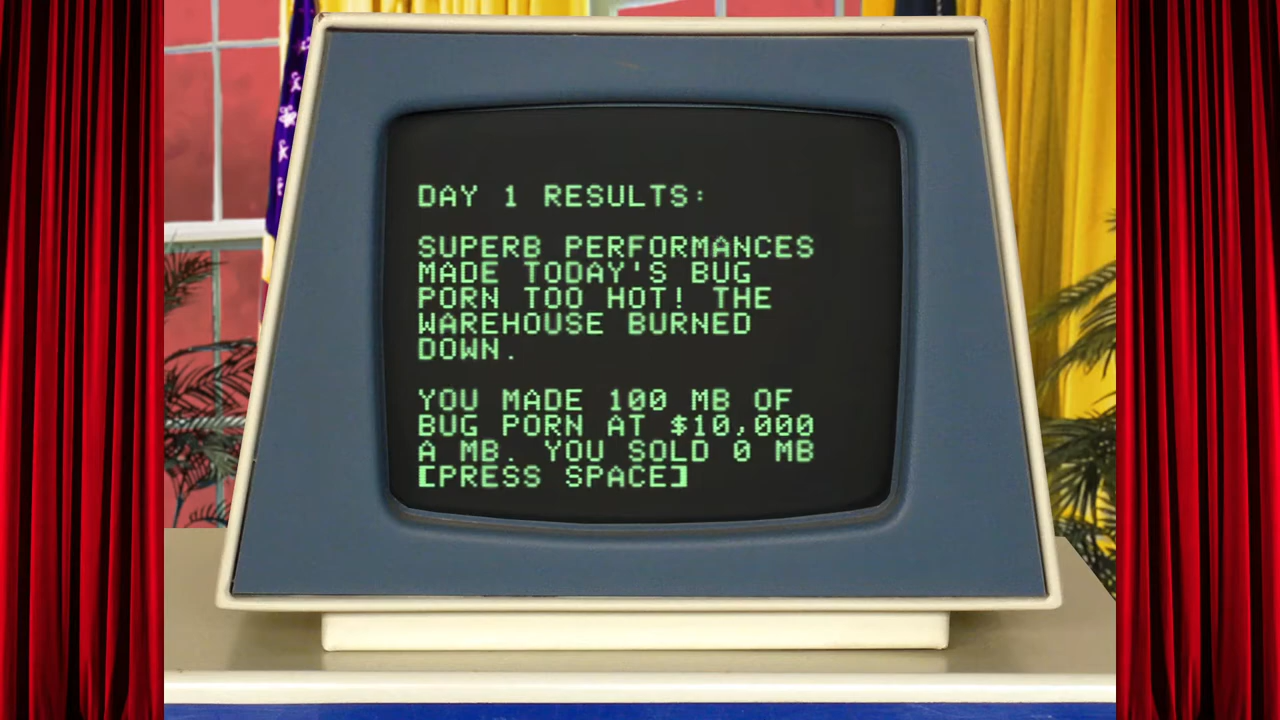 DAY 1 RESULTS:
SUPERB PERFORMANCES
MADE TODAY'S BUG
PORN TOO HOT! THE
WAREHOUSE BURNED
DOWN.
YOU MADE 100 MB OF
BUG PORN AT $10,000
A MB. YOU SOLD 0 MB
[PRESS SPACE]